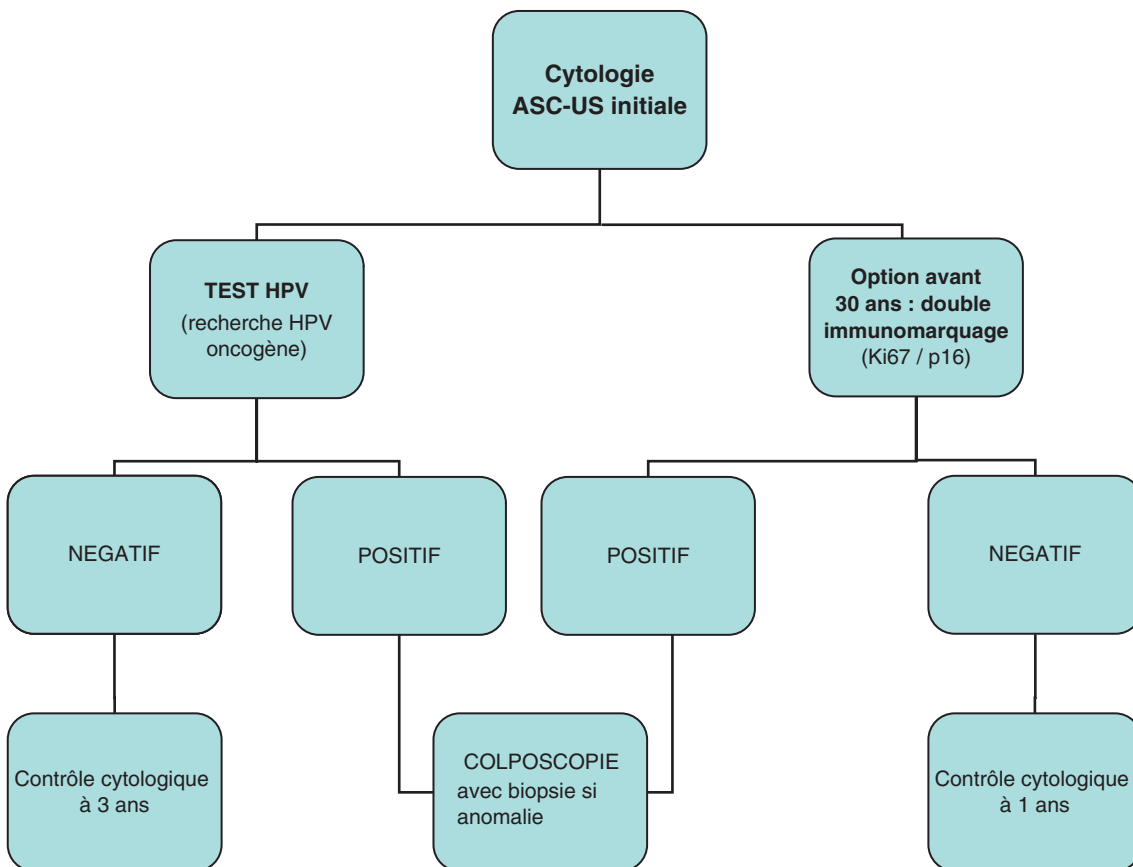 Cytologie
ASC-US initiale
TEST HPV
(recherche HPV
oncogène)
Option avant
30 ans : double
immunomarquage
(Ki67 / p16)
NEGATIF
POSITIF
POSITIF
NEGATIF
Contrôle cytologique
à 3 ans
COLPOSCOPIE
avec biopsie si
anomalie
Contrôle cytologique
à 1 ans